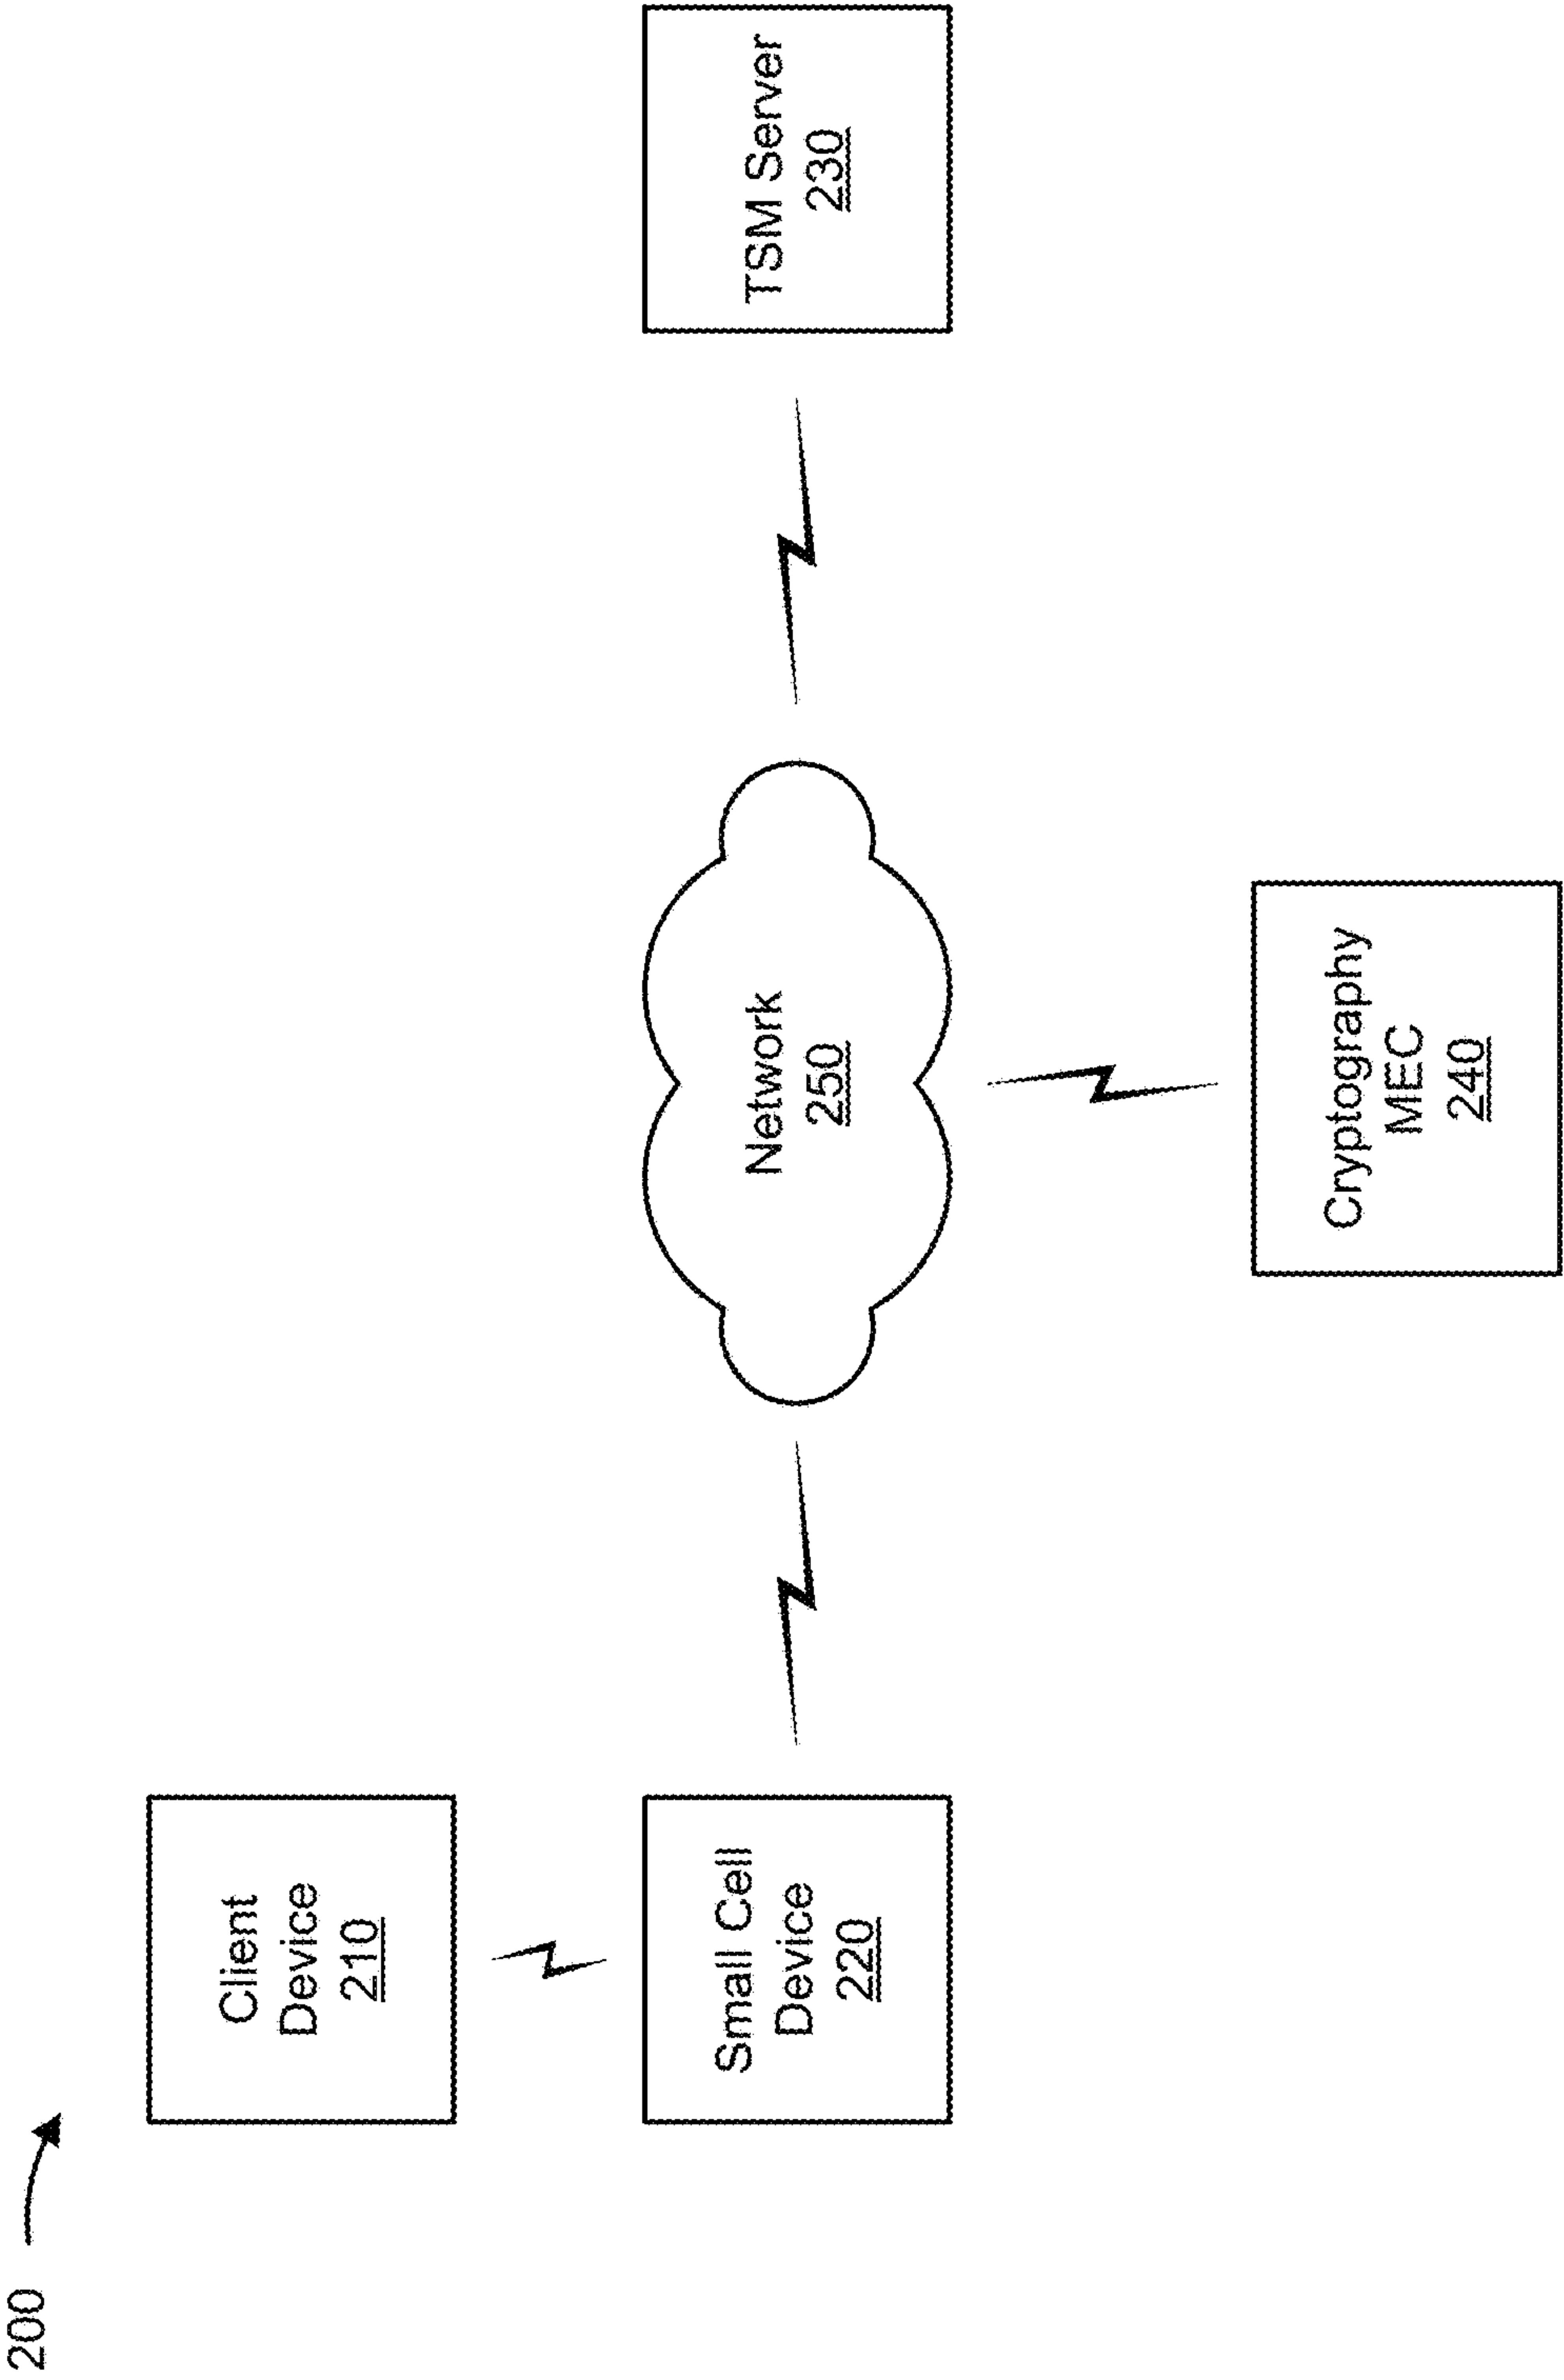 200
Client
Device
210
Small Cell
Device
220
Network
250
TSM Server
230
Cryptography
MEC
240